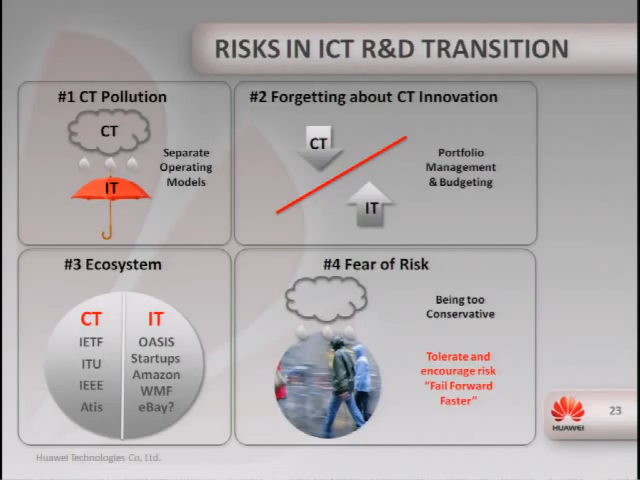 RISKS IN ICT R&D TRANSITION
#1 CT Pollution
CT
IT
Separate
Operating
Models
#2 Forgetting about CT Innovation
CT
IT
Portfolio
Management
& Budgeting
#3 Ecosystem
CT
IETF
ITU
IEEE
Atis
IT
OASIS
Startups
Amazon
WMF
eBay?
#4 Fear of Risk
Being too
Conservative
Tolerate and
encourage risk
"Fail Forward
Faster"
HUAWEI
23
Huawei Technologies Co, Ltd.